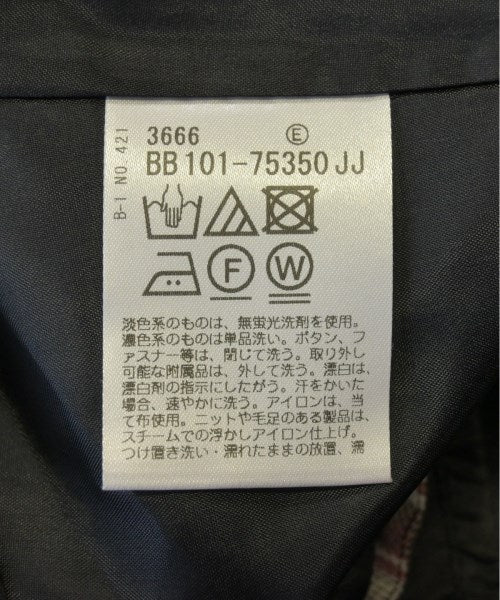 B-I NO 421
3666 E
BB101-75350JJ
F W
淡色系のものは、無蛍光洗剤を使用。
濃色系のものは単品洗い。ボタン、フ
ァスナー等は、閉じて洗う。取り外し
可能な附属品は、外して洗う。漂白は、
漂白剤の指示にしたがう。汗をかいた
場合、速やかに洗う。アイロンは、当
て布使用。ニットや毛足のある製品は、
スチームでの浮かしアイロン仕上げ。
つけ置き洗い・濡れたままの放置、濡